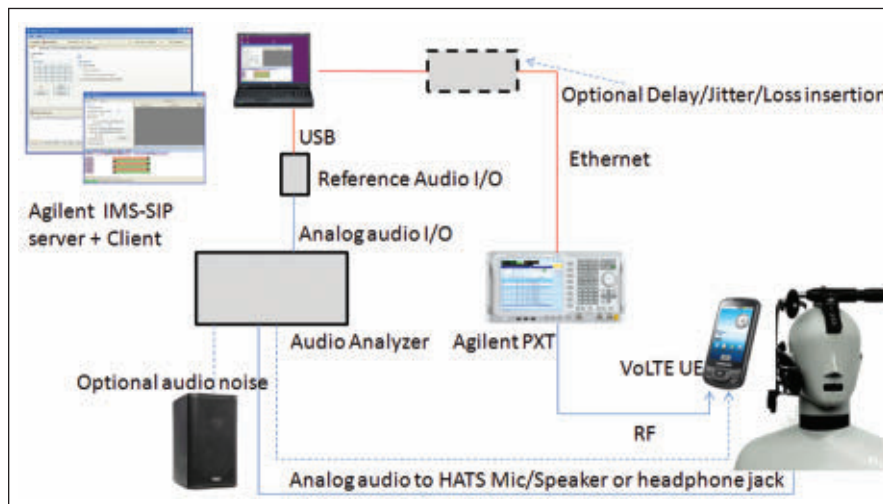 Optional Delay/Jitter/Loss insertion
USB
Ethernet
Reference Audio I/O
Agilent IMS-SIP
server + Client
Analog audio I/O
Audio Analyzer
Agilent PXT
VoLTE UE
Optional audio noise
RF
Analog audio to HATS Mic/Speaker or headphone jack